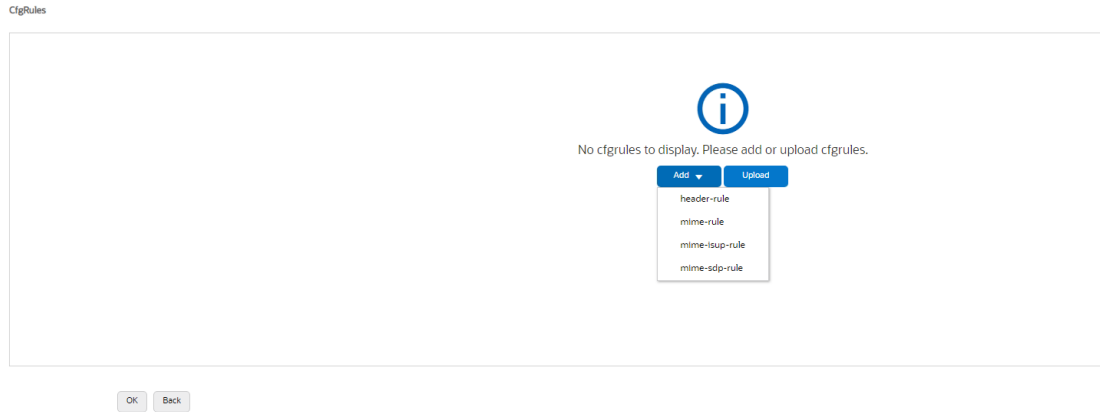 CfgRules
No cfgrules to display. Please add or upload cfgrules.
Add Upload
header-rule
mime-rule
mime-isup-rule
mime-sdp-rule
OK Back